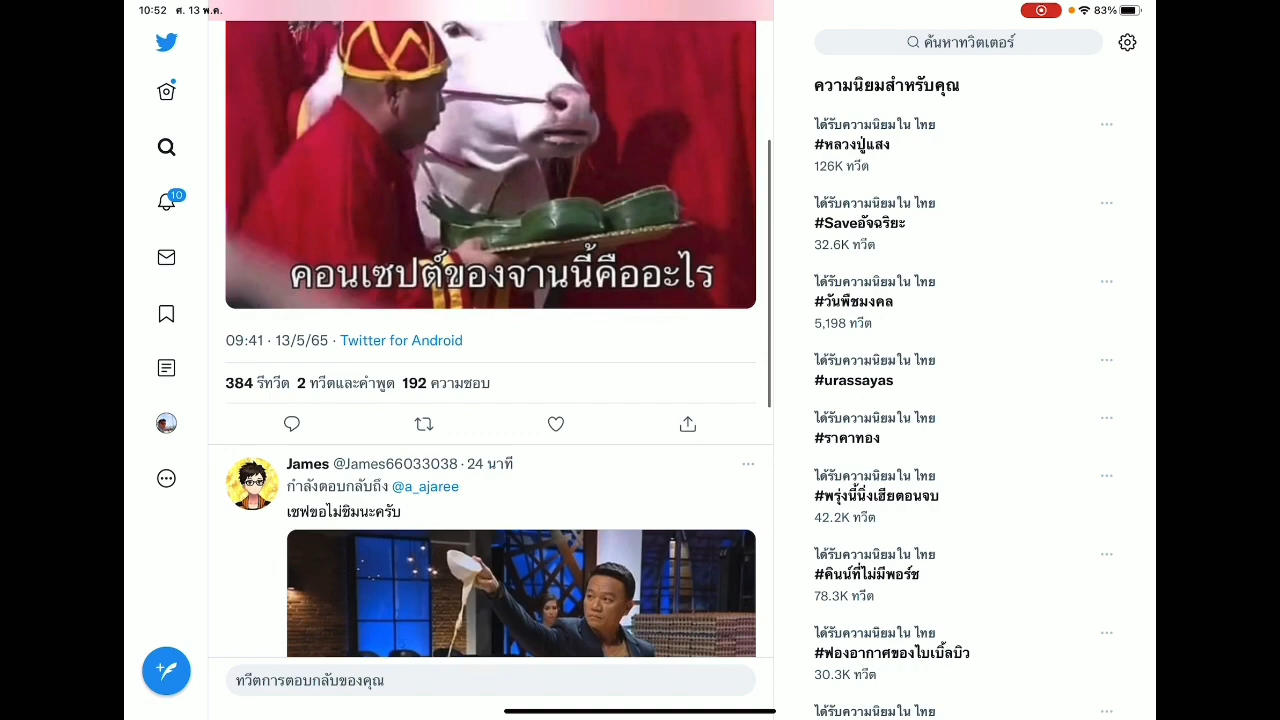 10:52 ศ. 13 พ.ค.
83%
คอนเซปต์ของจานนี้คืออะไร
09:41 · 13/5/65 · Twitter for Android
384 รีทวีต 2 ทวีตและคำพูด 192 ความชอบ
James @James66033038 · 24 นาที
กำลังตอบกลับถึง @a_ajaree
เชฟขอไม่ชิมนะครับ
ทวีตการตอบกลับของคุณ
10
ค้นหาทวิตเตอร์
ความนิยมสำหรับคุณ
ได้รับความนิยมใน ไทย
#หลวงปู่แสง
126K ทวีต
ได้รับความนิยมใน ไทย
#Saveอัจฉริยะ
32.6K ทวีต
ได้รับความนิยมใน ไทย
#วันพืชมงคล
5,198 ทวีต
ได้รับความนิยมใน ไทย
#urassayas
ได้รับความนิยมใน ไทย
#ราคาทอง
ได้รับความนิยมใน ไทย
#พรุ่งนี้นิ่งเฮียตอนจบ
42.2K ทวีต
ได้รับความนิยมใน ไทย
#คินน์ที่ไม่มีพอร์ช
78.3K ทวีต
ได้รับความนิยมใน ไทย
#ฟองอากาศของไบเบิ้ลบิว
30.3K ทวีต
ได้รับความนิยมใน ไทย